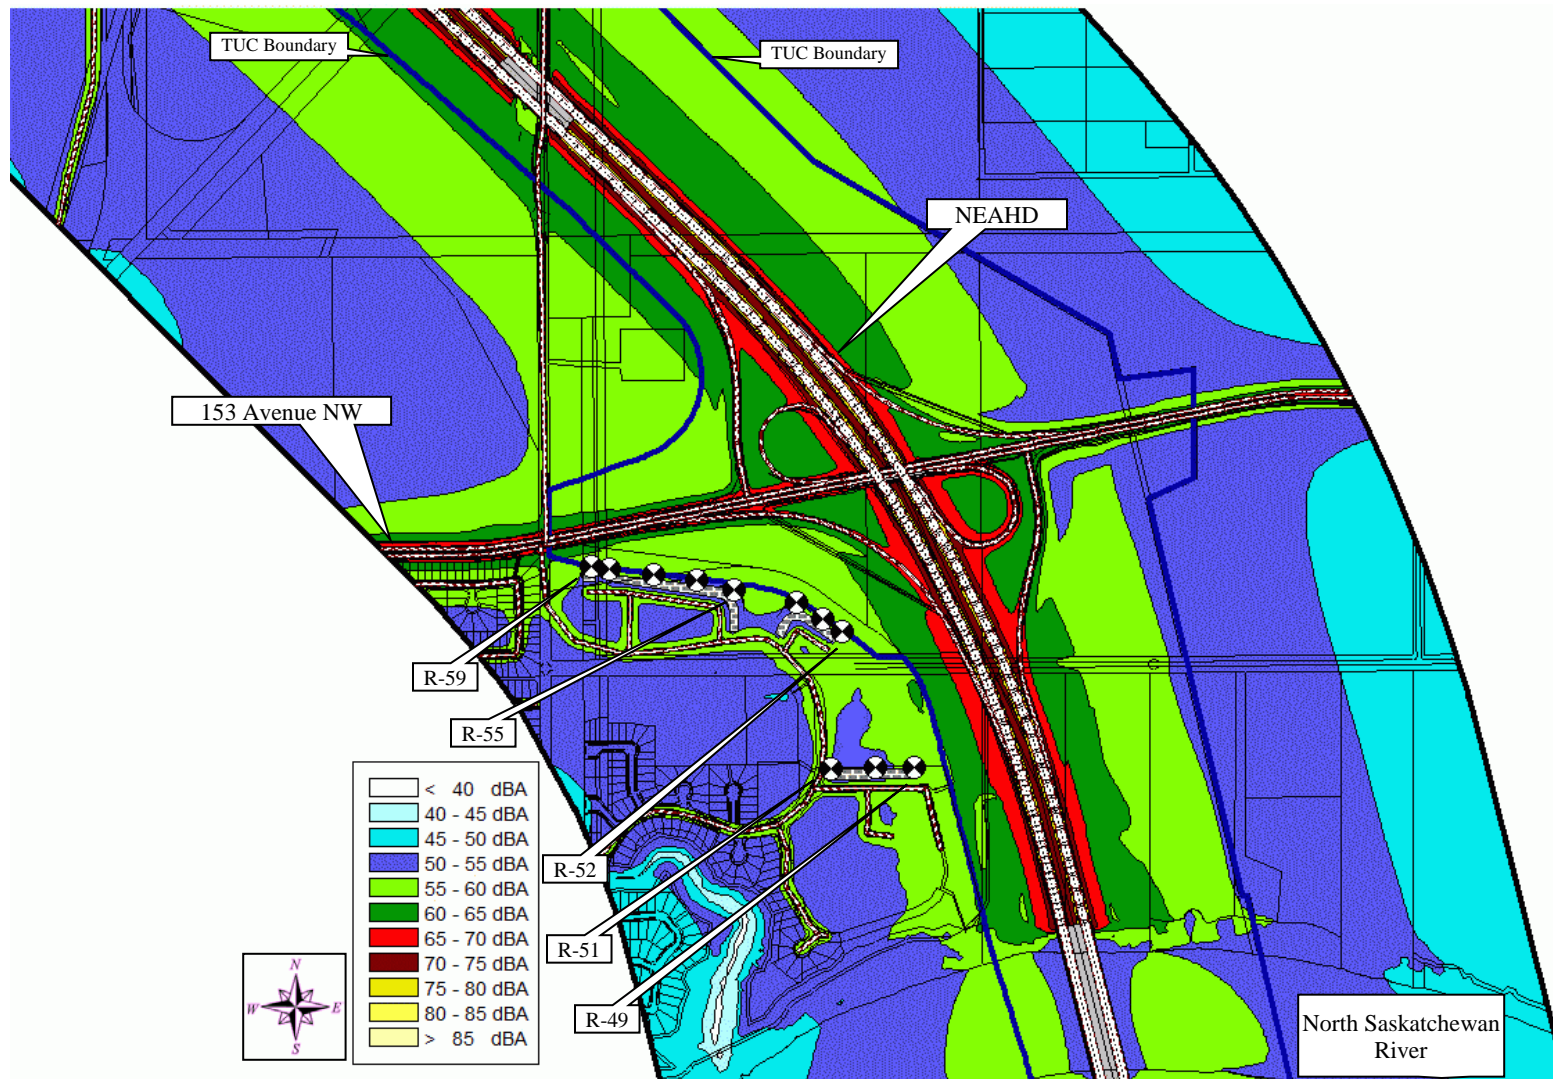 TUC Boundary
TUC Boundary
NEAHD
153 Avenue NW
R-59
R-55
R-52
R-51
R-49
< 40 dBA
40 - 45 dBA
45 - 50 dBA
50 - 55 dBA
55 - 60 dBA
60 - 65 dBA
65 - 70 dBA
70 - 75 dBA
75 - 80 dBA
80 - 85 dBA
> 85 dBA
N
W
E
S
North Saskatchewan
River